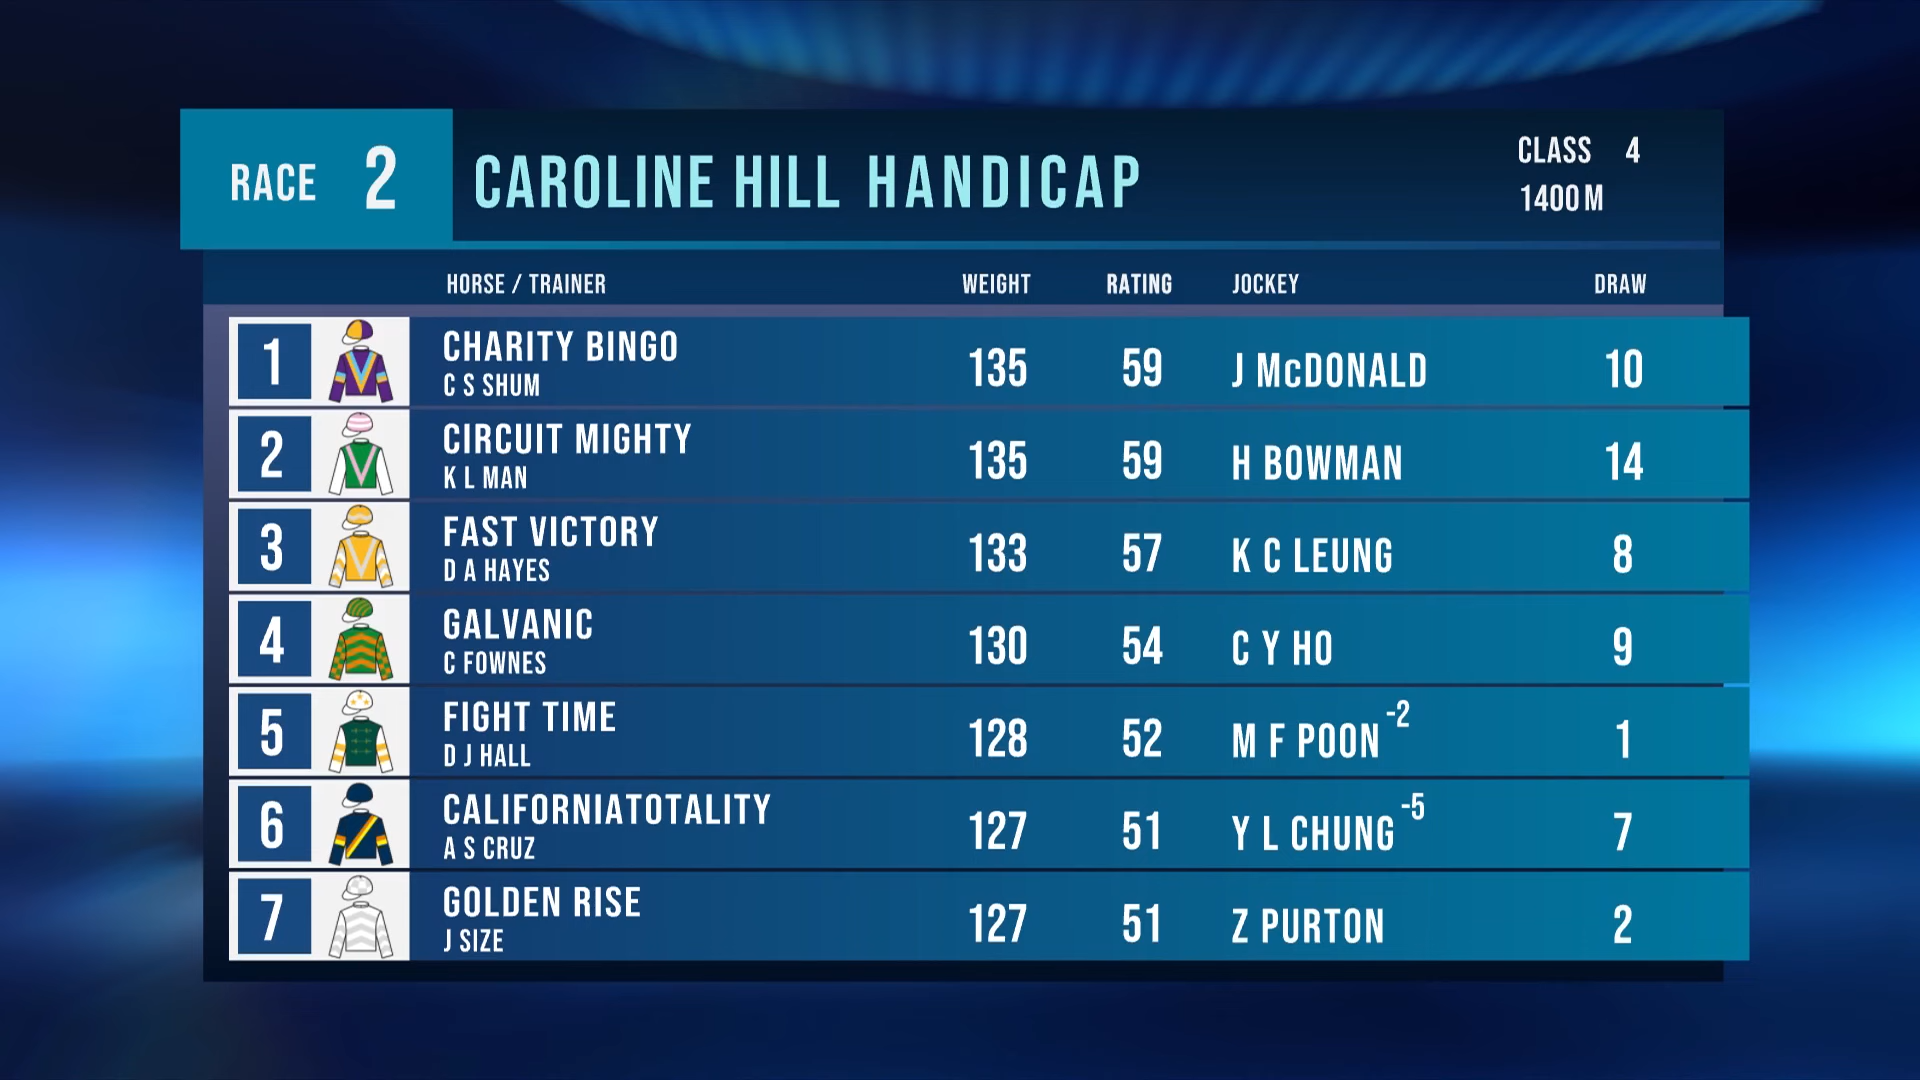 RACE 2 CAROLINE HILL HANDICAP CLASS 4
1400M
HORSE / TRAINER WEIGHT RATING JOCKEY DRAW
1 CHARITY BINGO 135 59 J McDONALD 10
C S SHUM
2 CIRCUIT MIGHTY 135 59 H BOWMAN 14
K L MAN
3 FAST VICTORY 133 57 K C LEUNG 8
D A HAYES
4 GALVANIC 130 54 C Y HO 9
C FOWNES
5 FIGHT TIME 128 52 M F POON -2 1
D J HALL
6 CALIFORNIATOTALITY 127 51 Y L CHUNG -5 7
A S CRUZ
7 GOLDEN RISE 127 51 Z PURTON 2
J SIZE